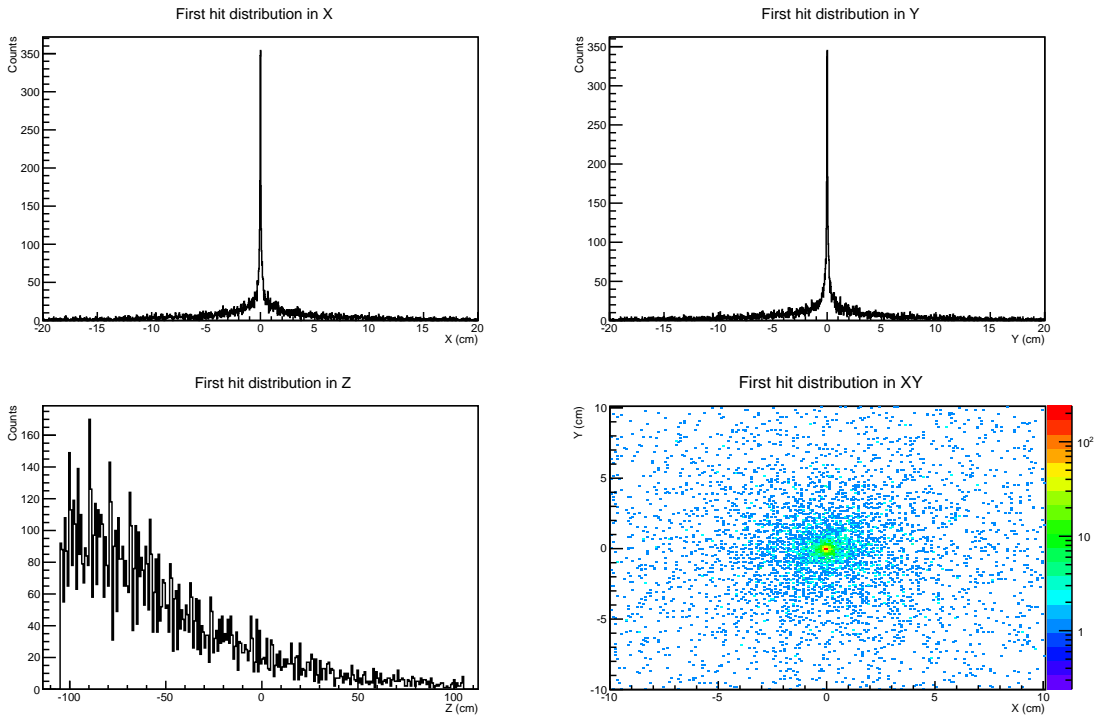 First hit distribution in X
Counts
350
300
250
200
150
100
50
0
-20 -15 -10 -5 0 5 10 15 20
X (cm)
First hit distribution in Y
Counts
350
300
250
200
150
100
50
0
-20 -15 -10 -5 0 5 10 15 20
Y (cm)
First hit distribution in Z
Counts
160
140
120
100
80
60
40
20
0
-100 -50 0 50 100
Z (cm)
First hit distribution in XY
Y (cm)
10
5
0
-5
-10
-10 -5 0 5 10
X (cm)
10²
10
1